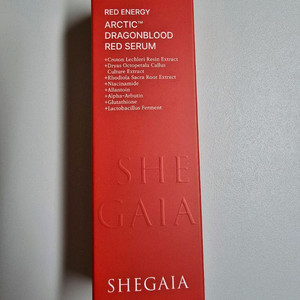 RED ENERGY
ARCTIC™
DRAGONBLOOD
RED SERUM
+Croton Lechleri Resin Extract
+Dryas Octopetala Callus
Culture Extract
+Rhodiola Sacra Root Extract
+Niacinamide
+Allantoin
+Alpha-Arbutin
+Glutathione
+Lactobacillus Ferment
SHE
GAIA
SHEGAIA